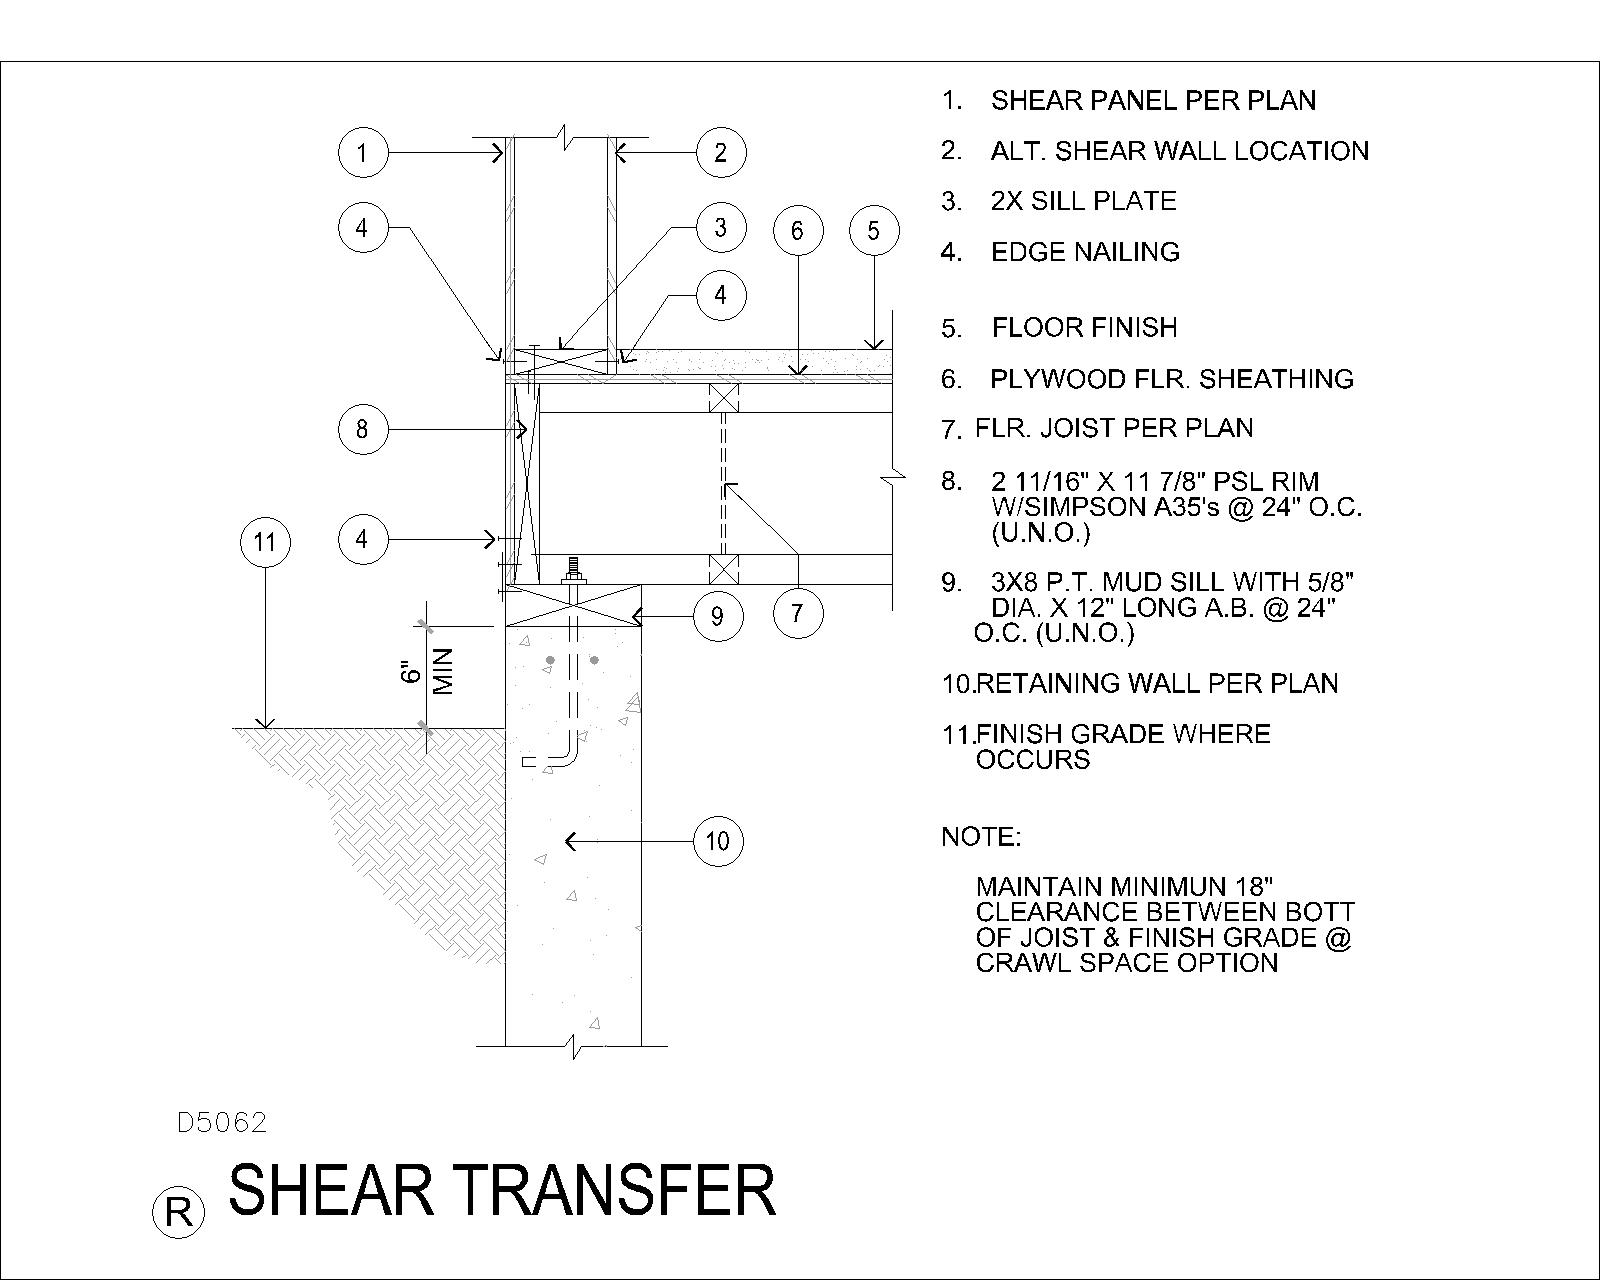 1. SHEAR PANEL PER PLAN
2. ALT. SHEAR WALL LOCATION
3. 2X SILL PLATE
4. EDGE NAILING
5. FLOOR FINISH
6. PLYWOOD FLR. SHEATHING
7. FLR. JOIST PER PLAN
8. 2 11/16" X 11 7/8" PSL RIM
W/SIMPSON A35's @ 24" O.C.
(U.N.O.)
9. 3X8 P.T. MUD SILL WITH 5/8"
DIA. X 12" LONG A.B. @ 24"
O.C. (U.N.O.)
10.RETAINING WALL PER PLAN
11.FINISH GRADE WHERE
OCCURS
NOTE:
MAINTAIN MINIMUN 18"
CLEARANCE BETWEEN BOTT
OF JOIST & FINISH GRADE @
CRAWL SPACE OPTION
1
2
4
3
6
5
4
8
11
4
9
7
6"
MIN
10
D5062
R SHEAR TRANSFER